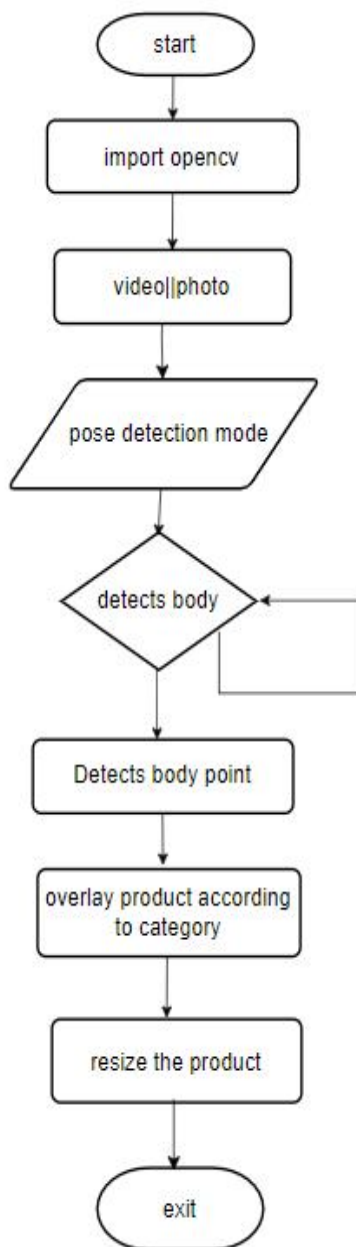 start
import opencv
video||photo
pose detection mode
detects body
Detects body point
overlay product according
to category
resize the product
exit